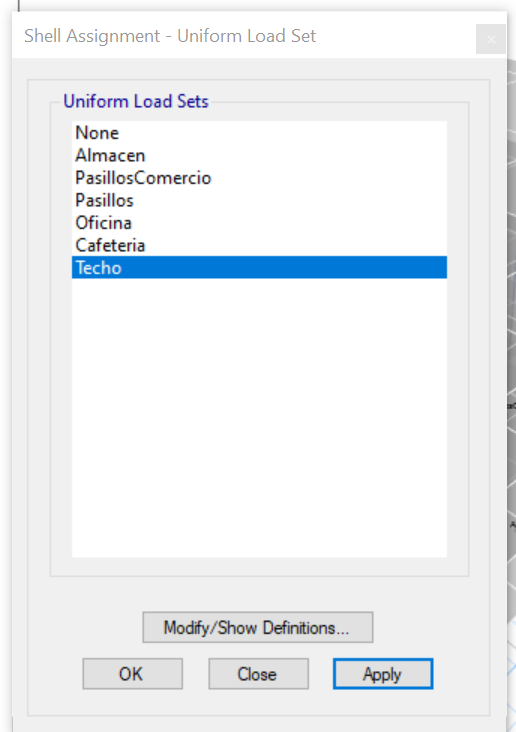 Shell Assignment - Uniform Load Set
Uniform Load Sets
None
Almacen
PasillosComercio
Pasillos
Oficina
Cafeteria
Techo
Modify/Show Definitions...
OK Close Apply